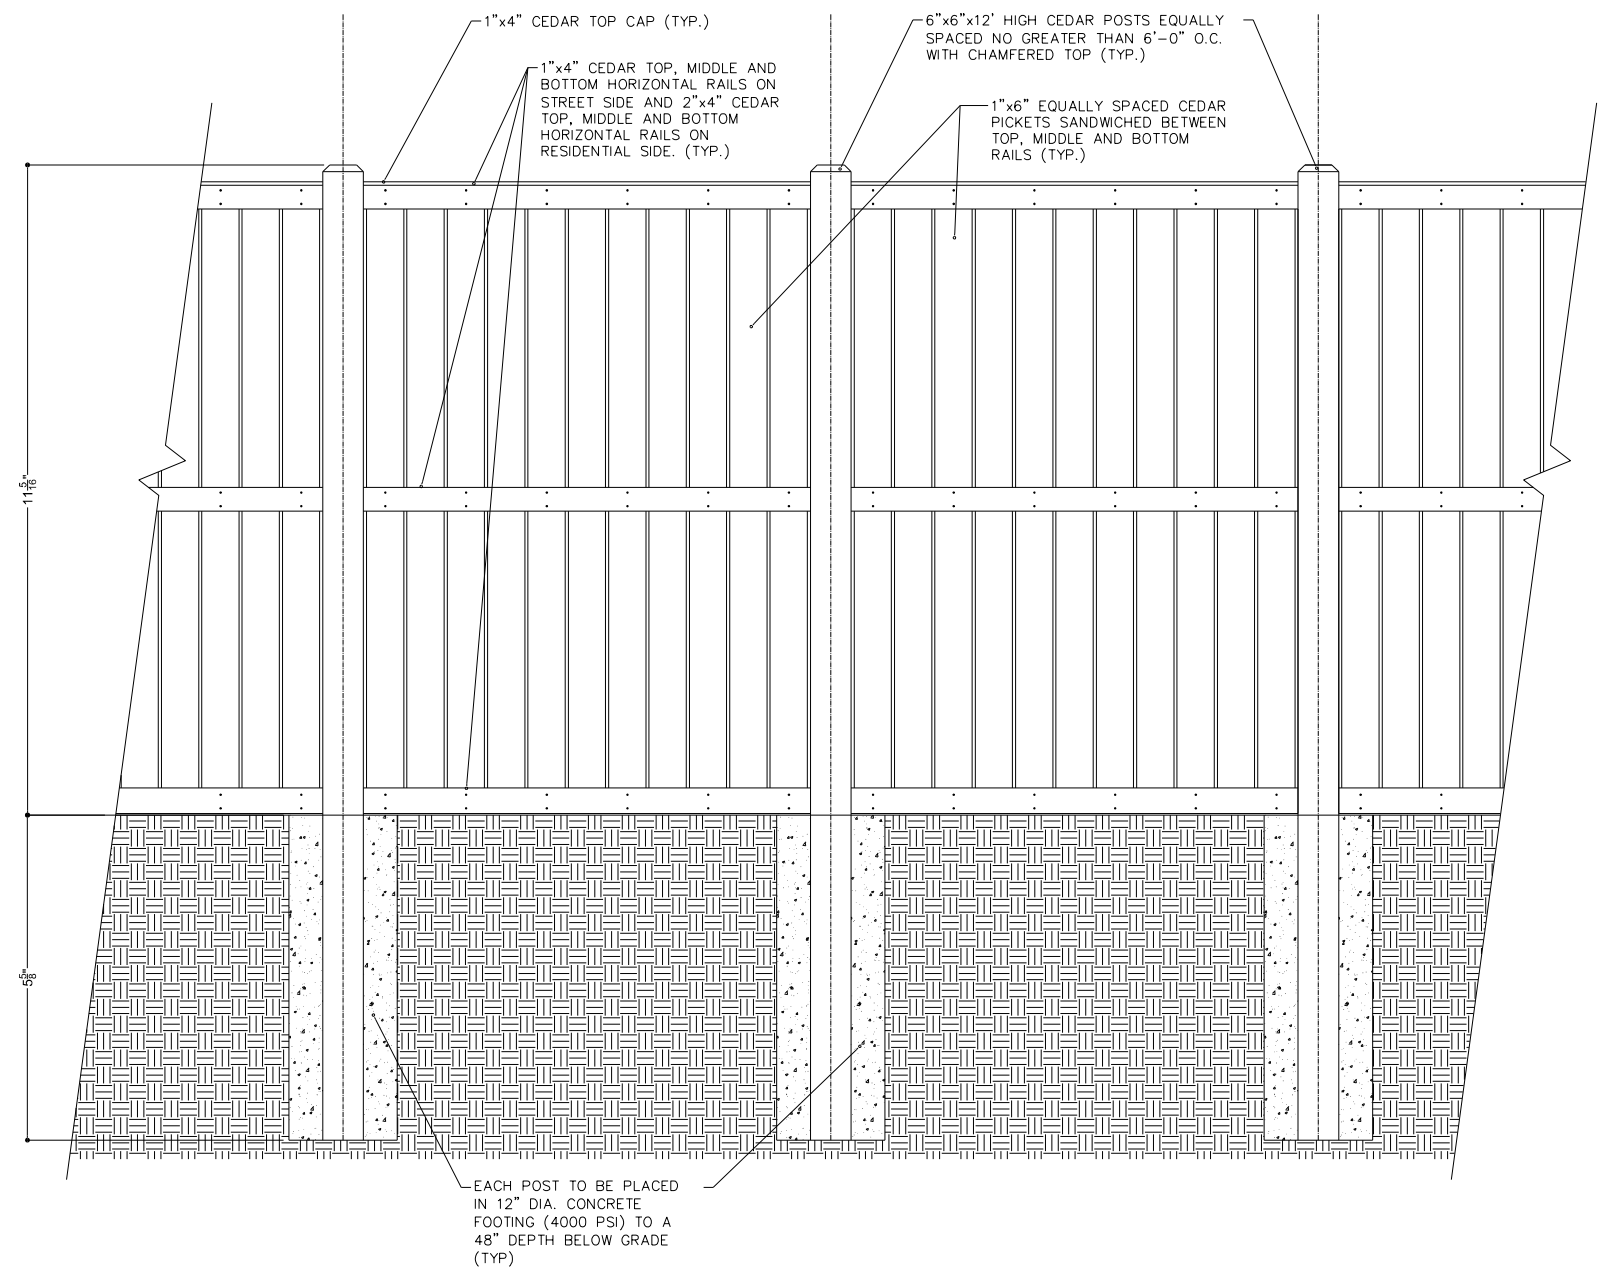 1"x4" CEDAR TOP CAP (TYP.)
1"x4" CEDAR TOP, MIDDLE AND
BOTTOM HORIZONTAL RAILS ON
STREET SIDE AND 2"x4" CEDAR
TOP, MIDDLE AND BOTTOM
HORIZONTAL RAILS ON
RESIDENTIAL SIDE. (TYP.)
6"x6"x12' HIGH CEDAR POSTS EQUALLY
SPACED NO GREATER THAN 6'-0" O.C.
WITH CHAMFERED TOP (TYP.)
1"x6" EQUALLY SPACED CEDAR
PICKETS SANDWICHED BETWEEN
TOP, MIDDLE AND BOTTOM
RAILS (TYP.)
11 5/16"
5 5/8"
EACH POST TO BE PLACED
IN 12" DIA. CONCRETE
FOOTING (4000 PSI) TO A
48" DEPTH BELOW GRADE
(TYP)